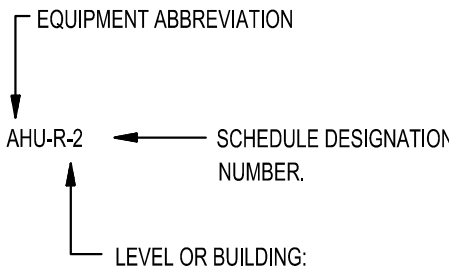 EQUIPMENT ABBREVIATION
AHU-R-2
SCHEDULE DESIGNATION
NUMBER.
LEVEL OR BUILDING: